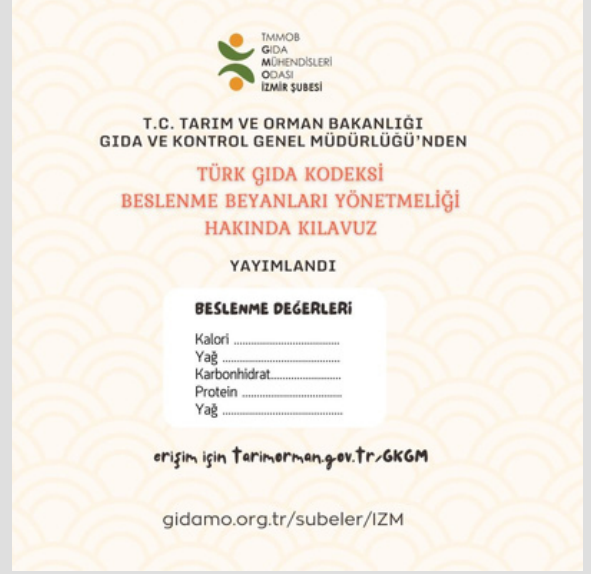 TMMOB
GIDA
MÜHENDİSLERİ
ODASI
İZMİR ŞUBESİ
T.C. TARIM VE ORMAN BAKANLIĞI
GIDA VE KONTROL GENEL MÜDÜRLÜĞÜ'NDEN
TÜRK GIDA KODEKSİ
BESLENME BEYANLARI YÖNETMELİĞİ
HAKINDA KILAVUZ
YAYIMLANDI
BESLENME DEĞERLERİ
Kalori ....................................
Yağ ........................................
Karbonhidrat........................
Protein ..................................
Yağ .........................................
erişim için tarimorman.gov.tr/GKGM
gidamo.org.tr/subeler/IZM